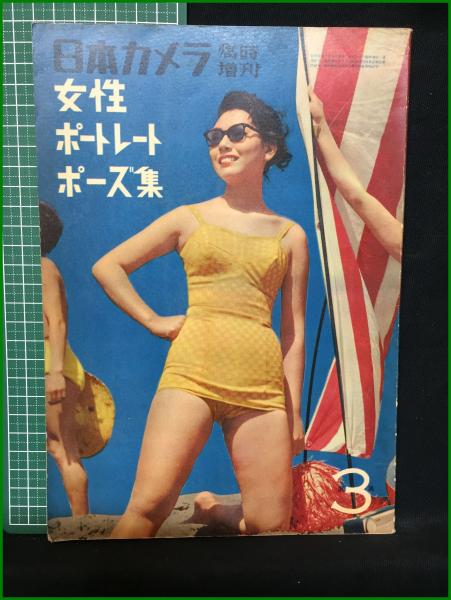 日本カメラ 臨時
増刊
女性
ポートレート
ポーズ集
3